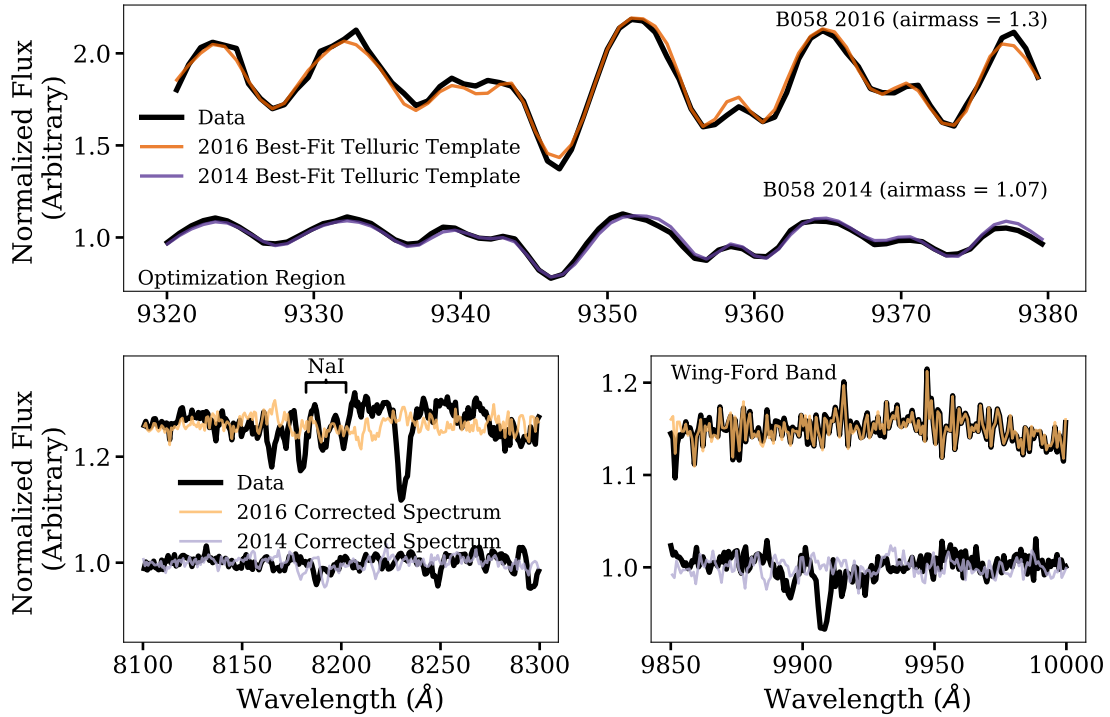 B058 2016 (airmass = 1.3)
Normalized Flux
(Arbitrary)
2.0
1.5
1.0
Data
2016 Best-Fit Telluric Template
2014 Best-Fit Telluric Template
B058 2014 (airmass = 1.07)
Optimization Region
9320 9330 9340 9350 9360 9370 9380
Normalized Flux
(Arbitrary)
NaI
1.2
1.0
Data
2016 Corrected Spectrum
2014 Corrected Spectrum
8100 8150 8200 8250 8300
Wavelength (Å)
Wing-Ford Band
1.2
1.1
1.0
9850 9900 9950 10000
Wavelength (Å)